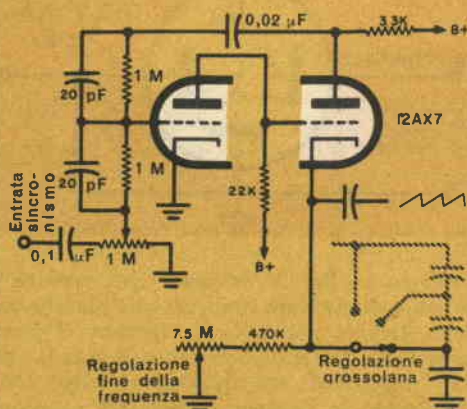 0,02 µF
3.3K
B+
20 pF
1 M
12AX7
20 pF
1 M
22K
B+
Entrata
sincro-
nismo
0,1 µF
1 M
7.5 M
470K
Regolazione
fine della
frequenza
Regolazione
grossolana